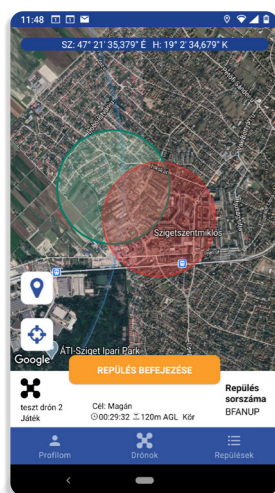 11:48
SZ: 47° 21' 35,379" É H: 19° 2' 34,679" K
Szigetszentmiklós
ÁTI-Sziget Ipari Park
Google
REPÜLÉS BEFEJEZÉSE
teszt drón 2
Játék
Cél: Magán
00:29:32 120m AGL Kör
Repülés
sorszáma
BFANUP
Profilom
Drónok
Repülések